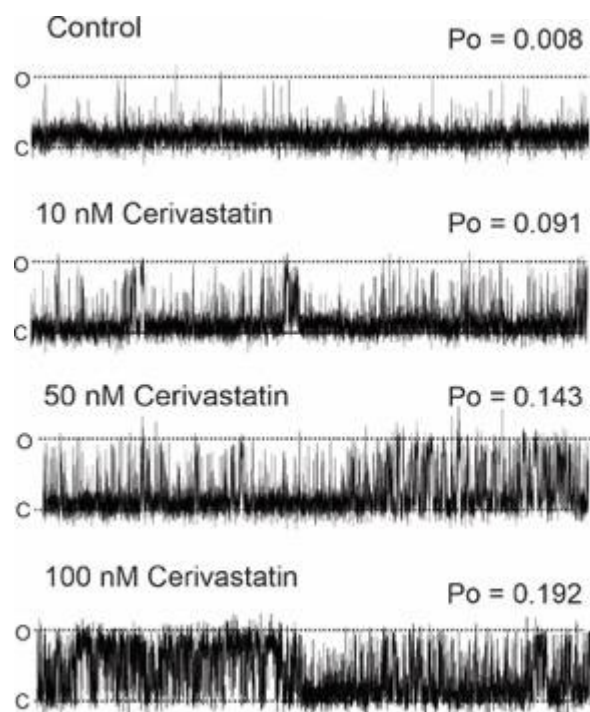 Control
Po = 0.008
O
C
10 nM Cerivastatin
Po = 0.091
O
C
50 nM Cerivastatin
Po = 0.143
O
C
100 nM Cerivastatin
Po = 0.192
O
C